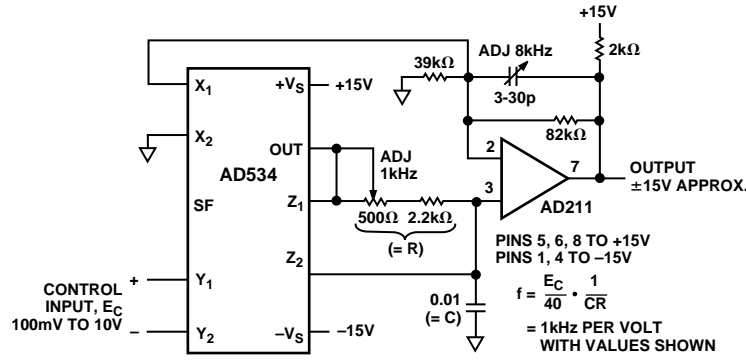 +15V
39kΩ
ADJ 8kHz
2kΩ
3-30p
X1
+VS
+15V
82kΩ
X2
OUT
ADJ
1kHz
2
7
OUTPUT
±15V APPROX.
AD534
3
AD211
SF
Z1
500Ω
2.2kΩ
(= R)
PINS 5, 6, 8 TO +15V
PINS 1, 4 TO –15V
Z2
CONTROL
INPUT, EC
100mV TO 10V
+
–
Y1
Y2
0.01
(= C)
–VS
–15V
f = EC/40 • 1/CR
= 1kHz PER VOLT
WITH VALUES SHOWN